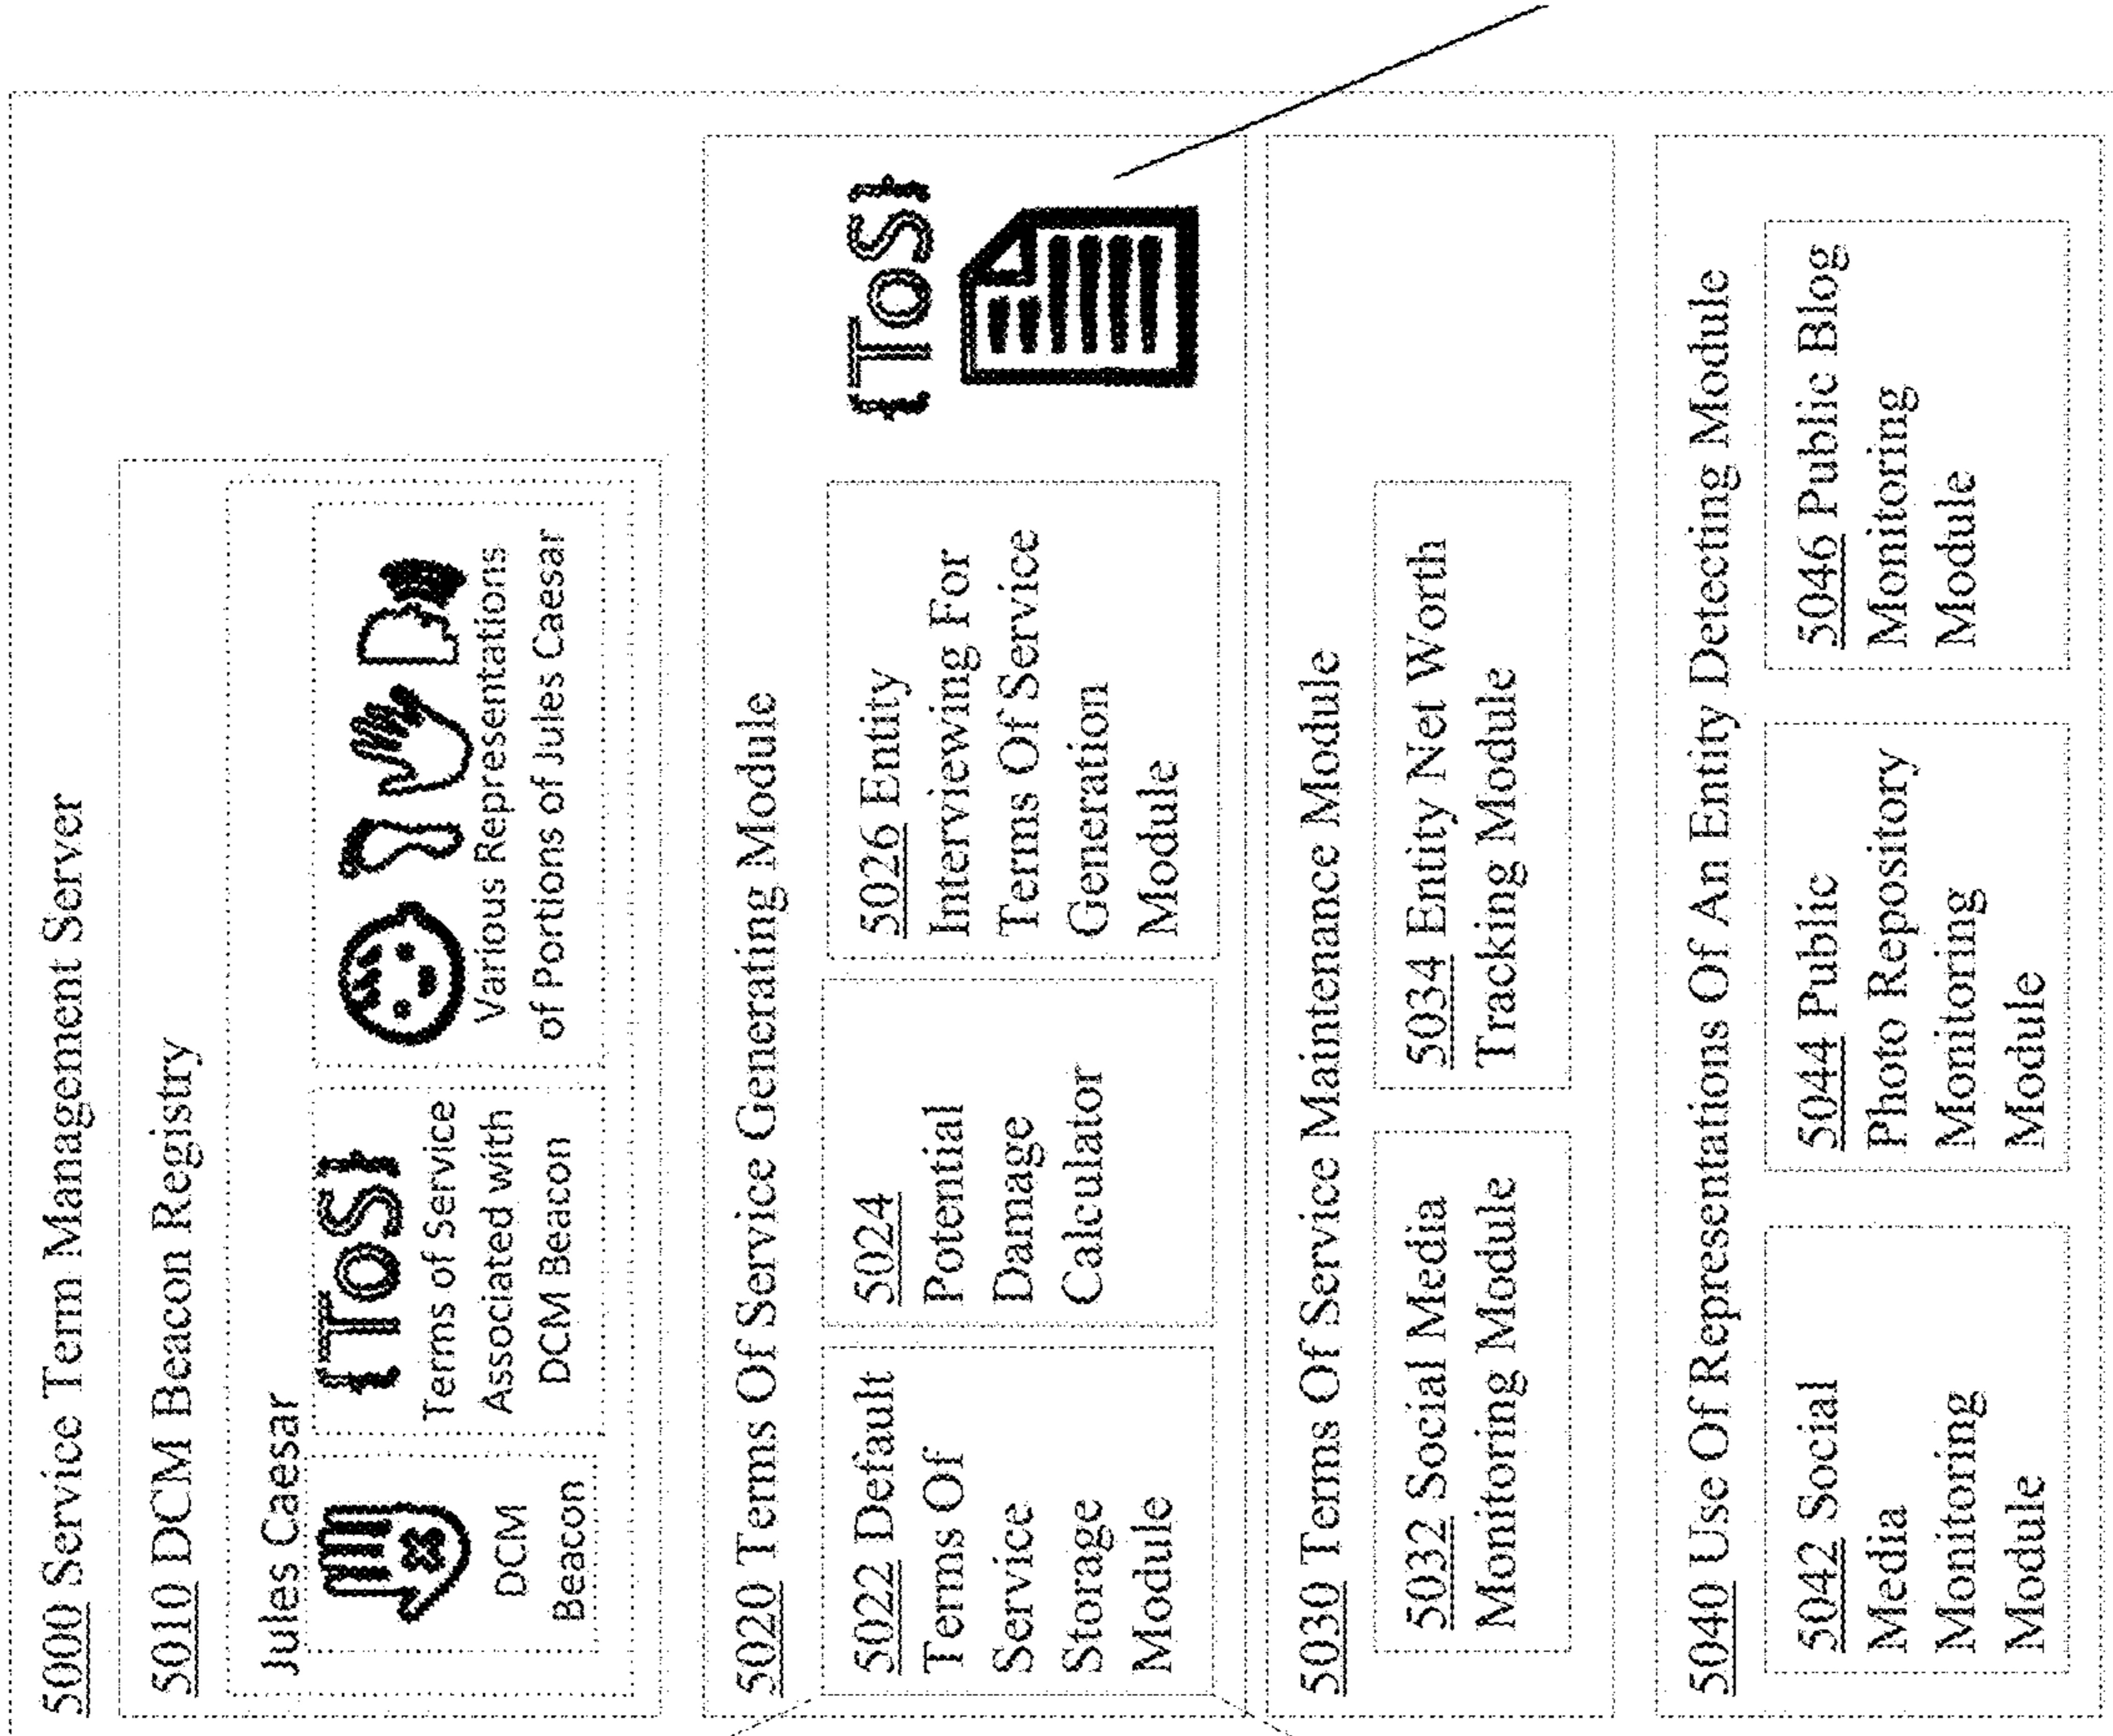 5000 Service Term Management Server
5010 DCM Beacon Registry
Jules Caesar
DCM
Beacon
{ToS}
Terms of Service
Associated with
DCM Beacon
Various Representations
of Portions of Jules Caesar
5020 Terms Of Service Generating Module
5022 Default
Terms Of
Service
Storage
Module
5024
Potential
Damage
Calculator
5026 Entity
Interviewing For
Terms Of Service
Generation
Module
{ToS}
5030 Terms Of Service Maintenance Module
5032 Social Media
Monitoring Module
5034 Entity Net Worth
Tracking Module
5040 Use Of Representations Of An Entity Detecting Module
5042 Social
Media
Monitoring
Module
5044 Public
Photo Repository
Monitoring
Module
5046 Public Blog
Monitoring
Module